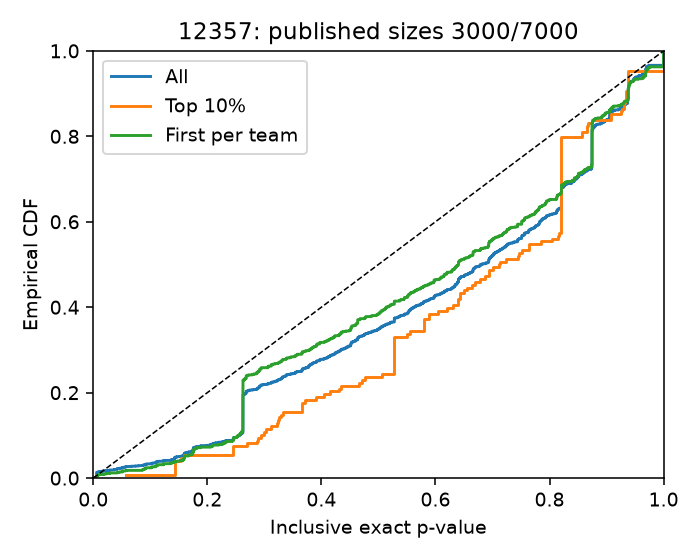 12357: published sizes 3000/7000
All
Top 10%
First per team
Empirical CDF
1.0
0.8
0.6
0.4
0.2
0.0
0.0 0.2 0.4 0.6 0.8 1.0
Inclusive exact p-value